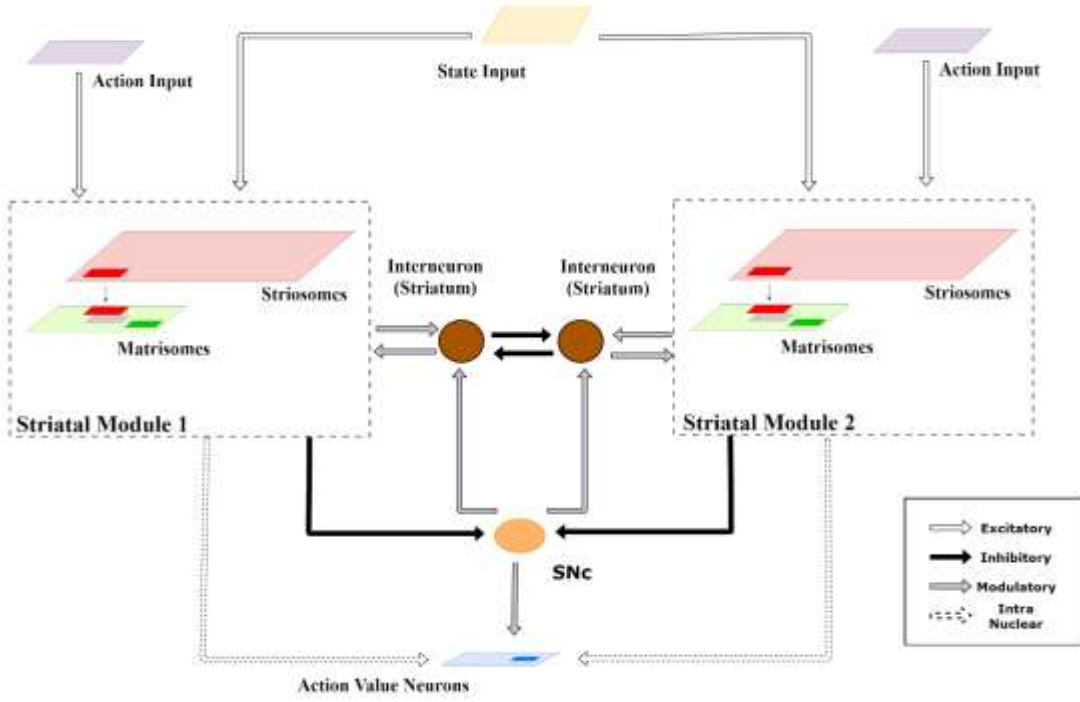 Action Input
State Input
Action Input
Striosomes
Matrisomes
Striatal Module 1
Interneuron
(Striatum)
Interneuron
(Striatum)
Striosomes
Matrisomes
Striatal Module 2
SNc
Action Value Neurons
Excitatory
Inhibitory
Modulatory
Intra
Nuclear